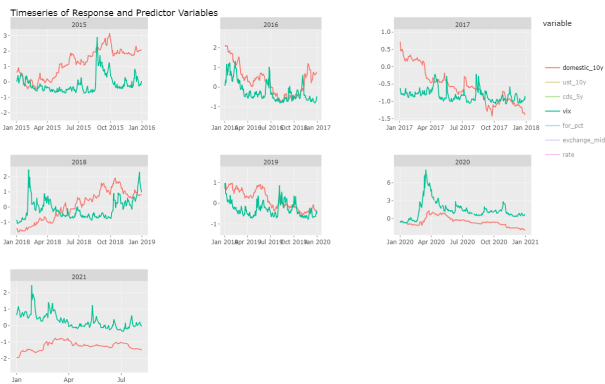 Timeseries of Response and Predictor Variables
2015
3
2
1
0
-1
-2
Jan 2015 Apr 2015 Jul 2015 Oct 2015 Jan 2016
2016
2
1
0
-1
Jan 2016 Apr 2016 Jul 2016 Oct 2016 Jan 2017
2017
1.0
0.5
0.0
-0.5
-1.0
-1.5
Jan 2017 Apr 2017 Jul 2017 Oct 2017 Jan 2018
variable
domestic_10y
ust_10y
cds_5y
vix
for_pct
exchange_mid
rate
2018
2
1
0
-1
Jan 2018 Apr 2018 Jul 2018 Oct 2018 Jan 2019
2019
1
0
-1
Jan 2019 Apr 2019 Jul 2019 Oct 2019 Jan 2020
2020
6
3
0
Jan 2020 Apr 2020 Jul 2020 Oct 2020 Jan 2021
2021
2
1
0
-1
-2
Jan Apr Jul